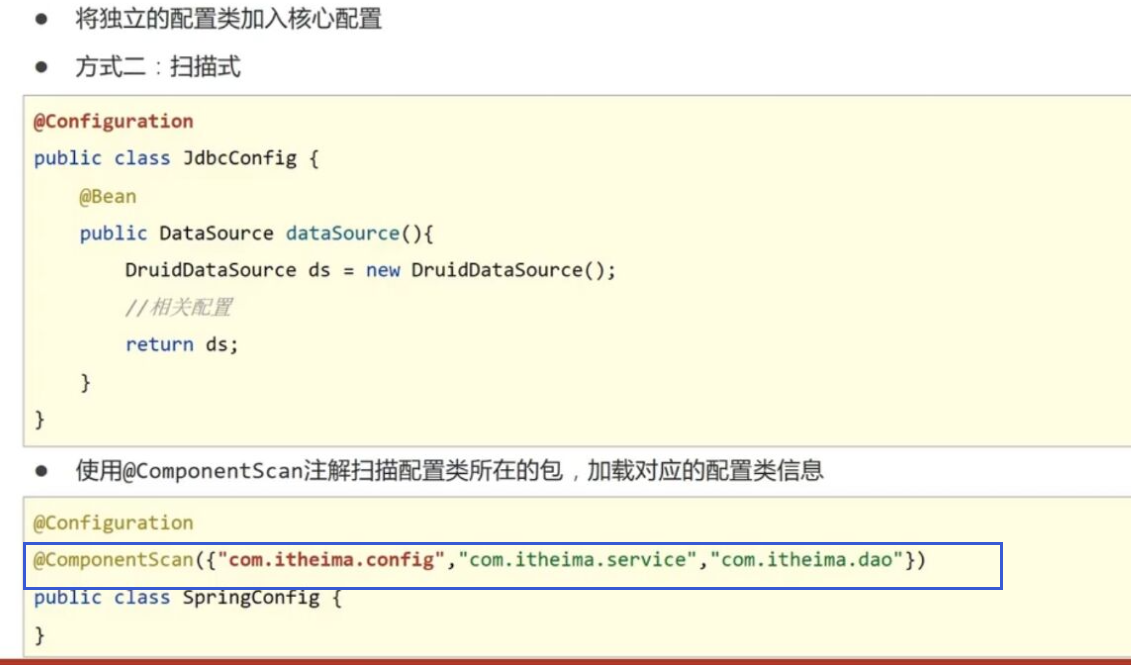 ● 将独立的配置类加入核心配置
● 方式二：扫描式
@Configuration
public class JdbcConfig {
    @Bean
    public DataSource dataSource(){
        DruidDataSource ds = new DruidDataSource();
        //相关配置
        return ds;
    }
}
● 使用@ComponentScan注解扫描配置类所在的包，加载对应的配置类信息
@Configuration
@ComponentScan({"com.itheima.config","com.itheima.service","com.itheima.dao"})
public class SpringConfig {
}